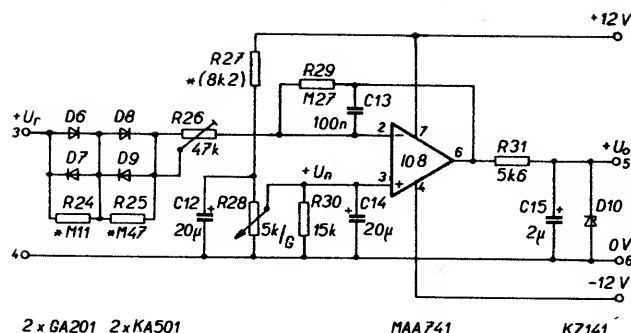 +12 V
R27
*(8k2)
R29
M27
C13
100n
+Ur
D6
D8
R26
47k
3
2
7
6
R31
5k6
+Uo
5
D7
D9
+Un
3
108
4
R24
*M11
R25
*M47
C12
20µ
R28
5k/G
R30
15k
C14
20µ
C15
2µ
D10
0V
4
6
-12 V
2 x GA201 2 x KA501
MAA741
KZ141